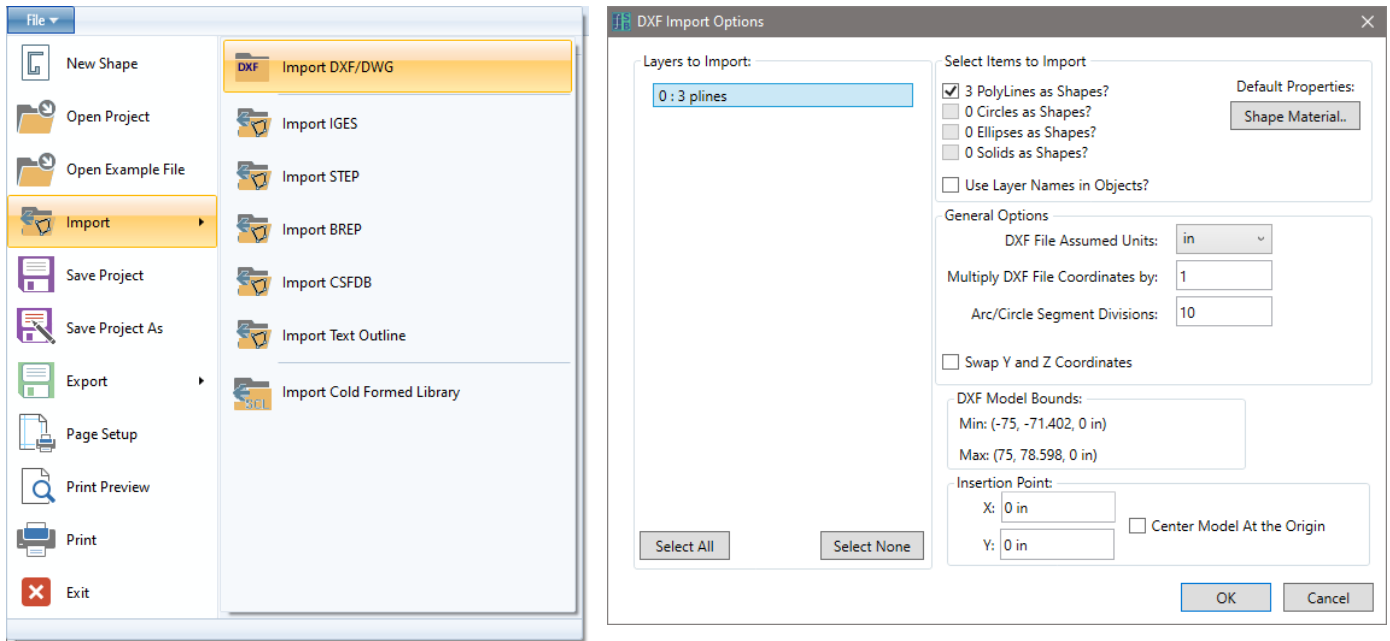 File
New Shape
Open Project
Open Example File
Import
Save Project
Save Project As
Export
Page Setup
Print Preview
Print
Exit
DXF
Import DXF/DWG
Import IGES
Import STEP
Import BREP
Import CSFDB
Import Text Outline
SCL
Import Cold Formed Library
DXF Import Options
Layers to Import:
0 : 3 plines
Select All
Select None
Select Items to Import
3 PolyLines as Shapes?
0 Circles as Shapes?
0 Ellipses as Shapes?
0 Solids as Shapes?
Default Properties:
Shape Material..
Use Layer Names in Objects?
General Options
DXF File Assumed Units: in
Multiply DXF File Coordinates by: 1
Arc/Circle Segment Divisions: 10
Swap Y and Z Coordinates
DXF Model Bounds:
Min: (-75, -71.402, 0 in)
Max: (75, 78.598, 0 in)
Insertion Point:
X: 0 in
Y: 0 in
Center Model At the Origin
OK
Cancel